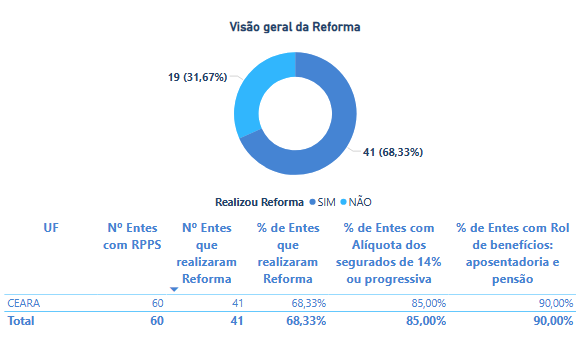 Visão geral da Reforma
19 (31,67%)
41 (68,33%)
Realizou Reforma SIM NÃO
UF Nº Entes Nº Entes % de Entes % de Entes com % de Entes com Rol
com RPPS que que Alíquota dos de benefícios:
realizaram realizaram segurados de 14% aposentadoria e
Reforma Reforma ou progressiva pensão
CEARA 60 41 68,33% 85,00% 90,00%
Total 60 41 68,33% 85,00% 90,00%